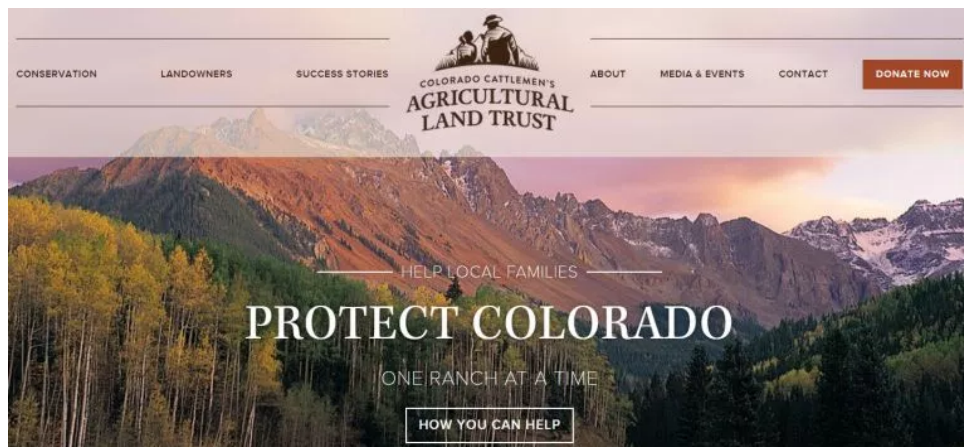 CONSERVATION
LANDOWNERS
SUCCESS STORIES
COLORADO CATTLEMEN'S
AGRICULTURAL
LAND TRUST
ABOUT
MEDIA & EVENTS
CONTACT
DONATE NOW
HELP LOCAL FAMILIES
PROTECT COLORADO
ONE RANCH AT A TIME
HOW YOU CAN HELP